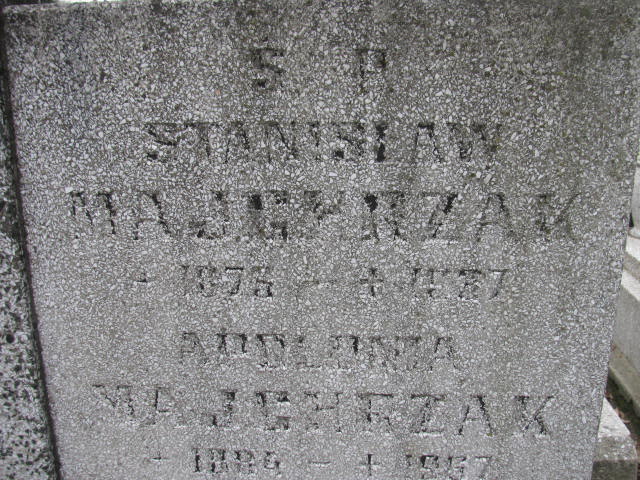 Ś P
STANISŁAW
MAJCHRZAK
APOLONIA
MAJCHRZAK